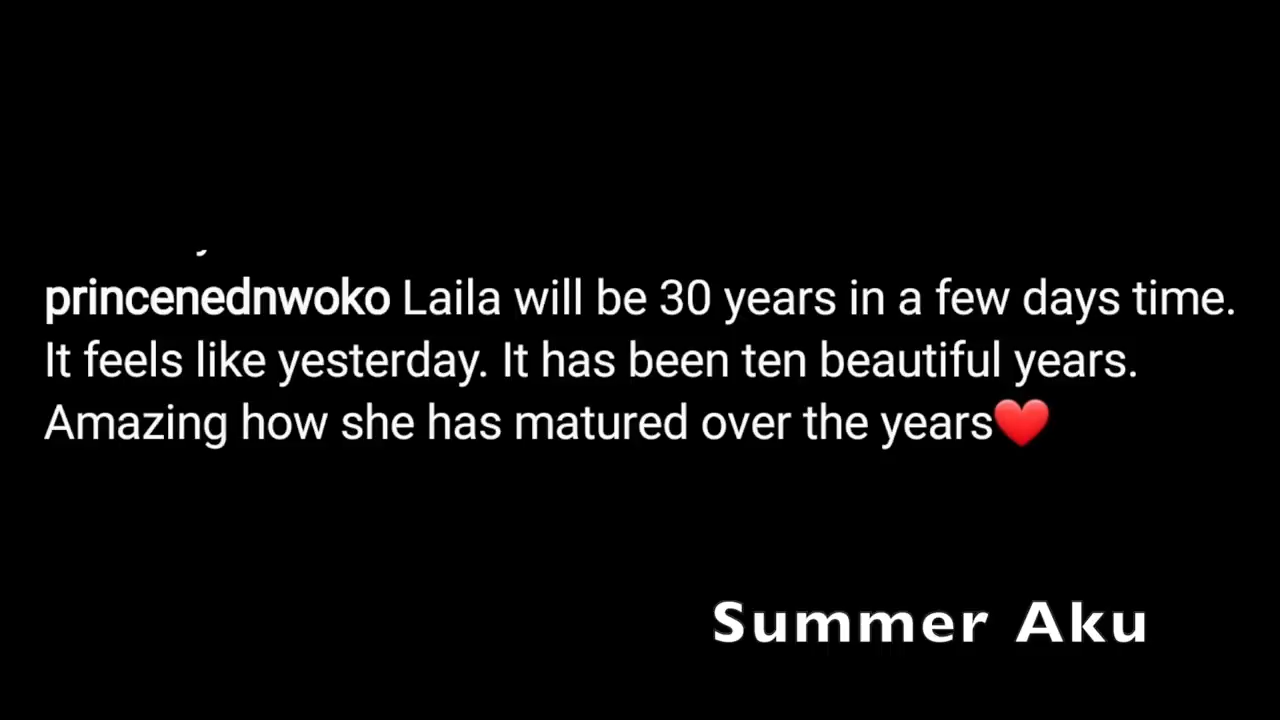 princenednwoko Laila will be 30 years in a few days time.
It feels like yesterday. It has been ten beautiful years.
Amazing how she has matured over the years❤️
Summer Aku